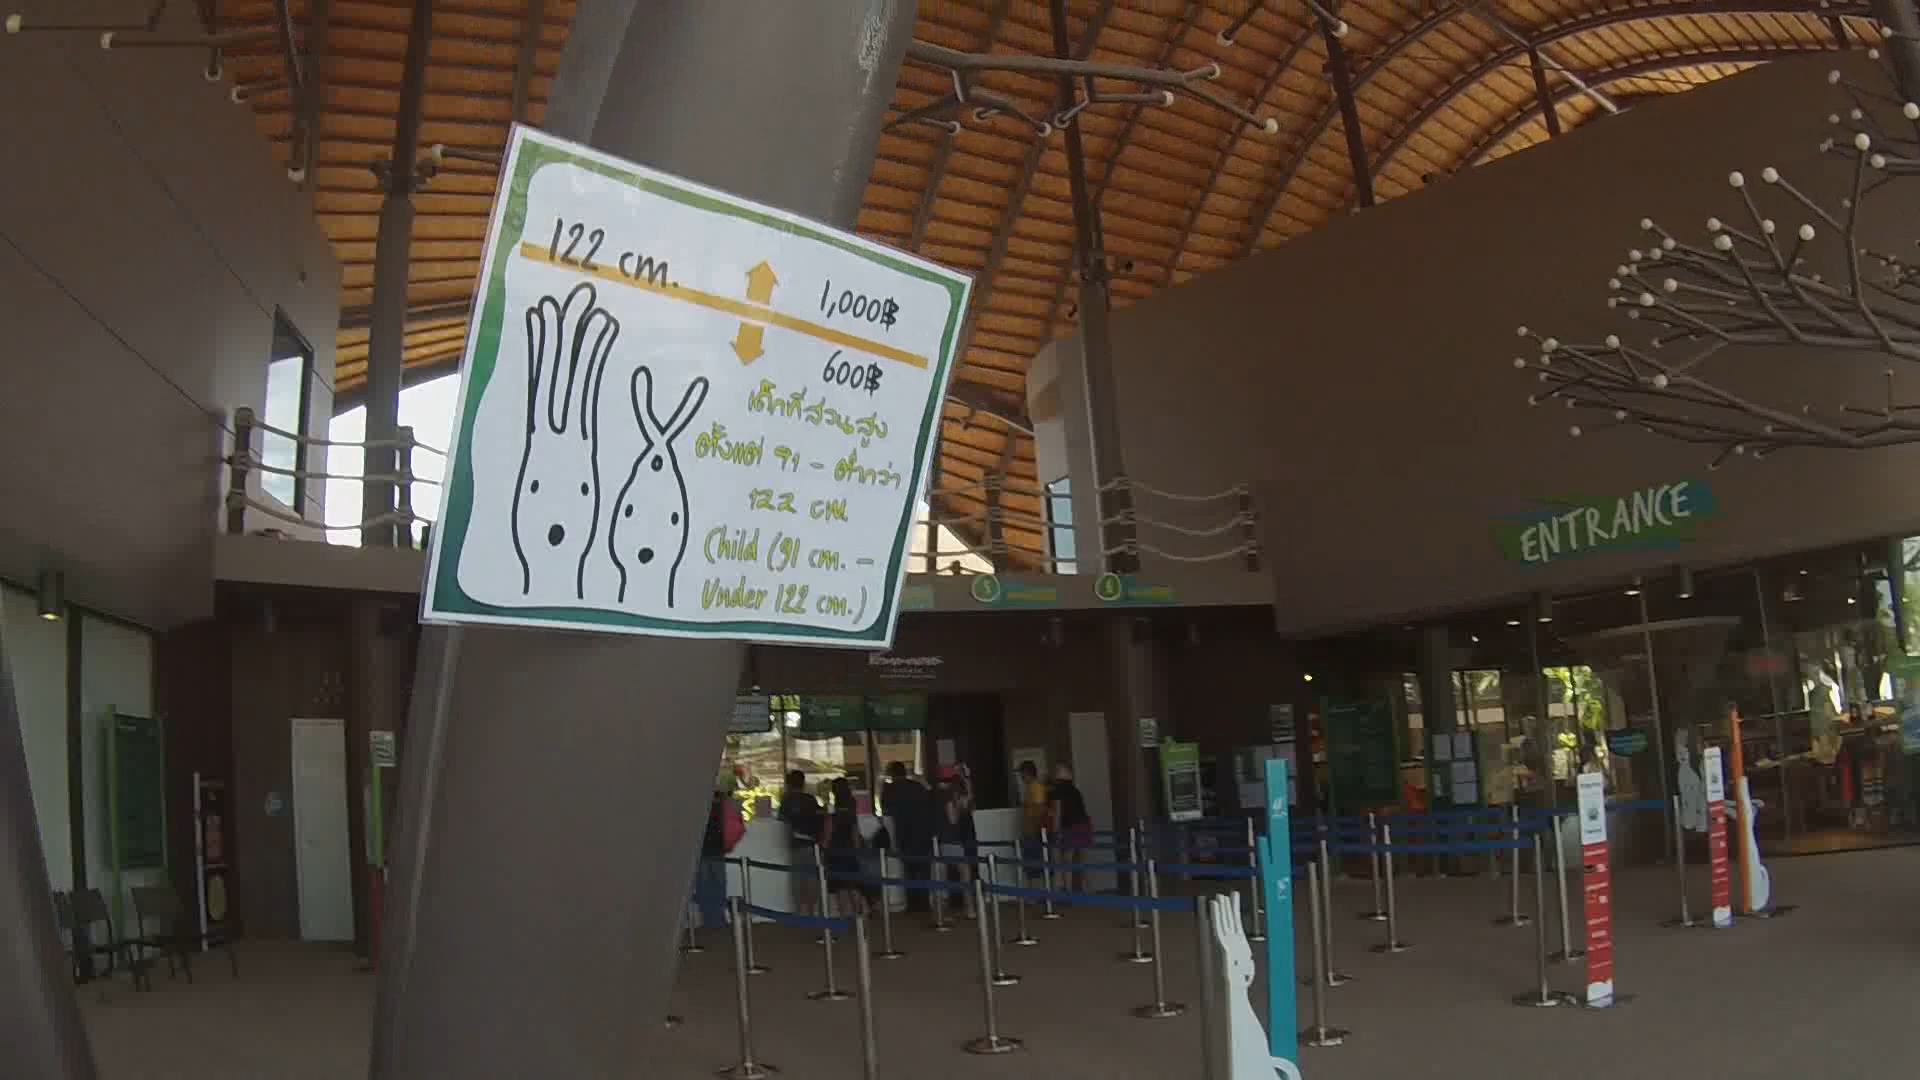 122 cm.
1,000฿
600฿
เด็กที่ส่วนสูง
ตั้งแต่ 91 - ต่ำกว่า
122 cm
Child (91 cm. -
Under 122 cm.)
ENTRANCE